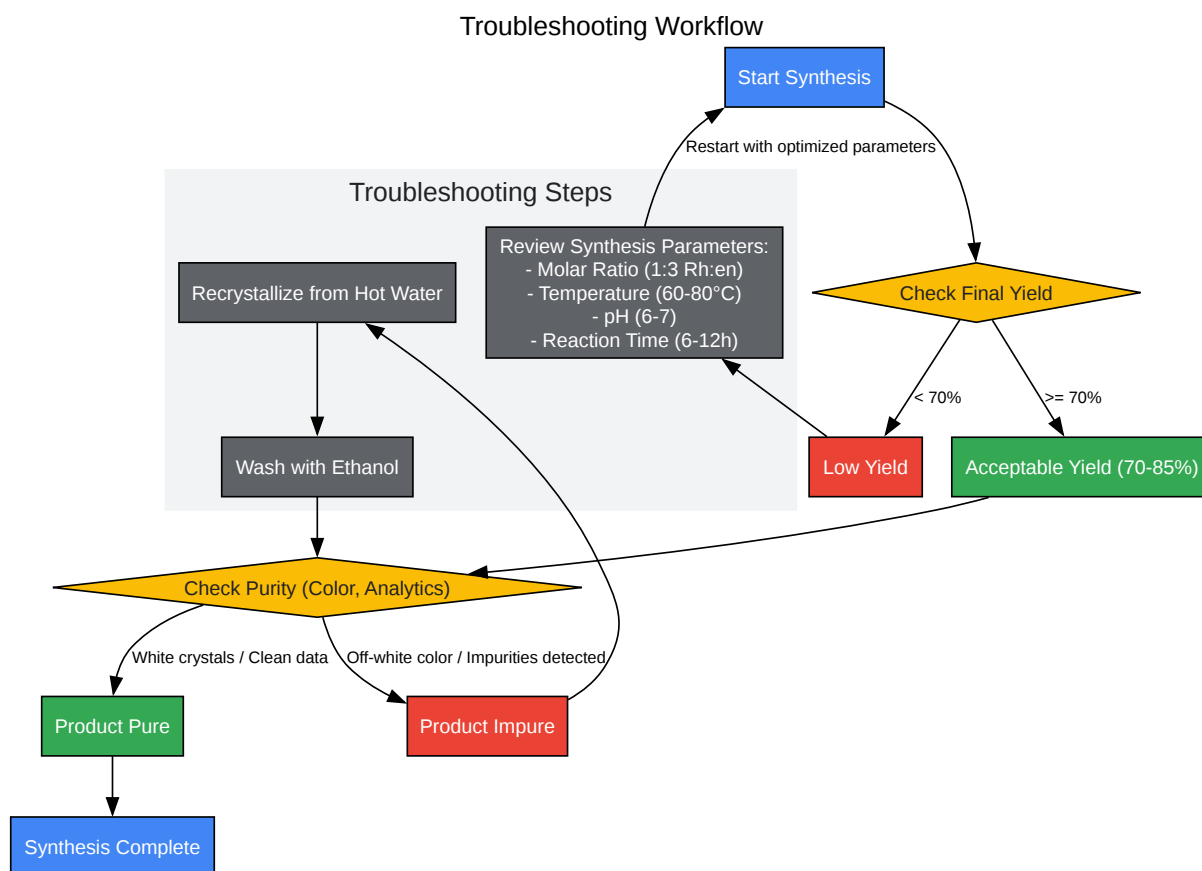 Troubleshooting Workflow
Start Synthesis
Restart with optimized parameters
Troubleshooting Steps
Review Synthesis Parameters:
- Molar Ratio (1:3 Rh:en)
- Temperature (60-80°C)
- pH (6-7)
- Reaction Time (6-12h)
Recrystallize from Hot Water
Check Final Yield
< 70%
>= 70%
Wash with Ethanol
Low Yield
Acceptable Yield (70-85%)
Check Purity (Color, Analytics)
White crystals / Clean data
Off-white color / Impurities detected
Product Pure
Product Impure
Synthesis Complete